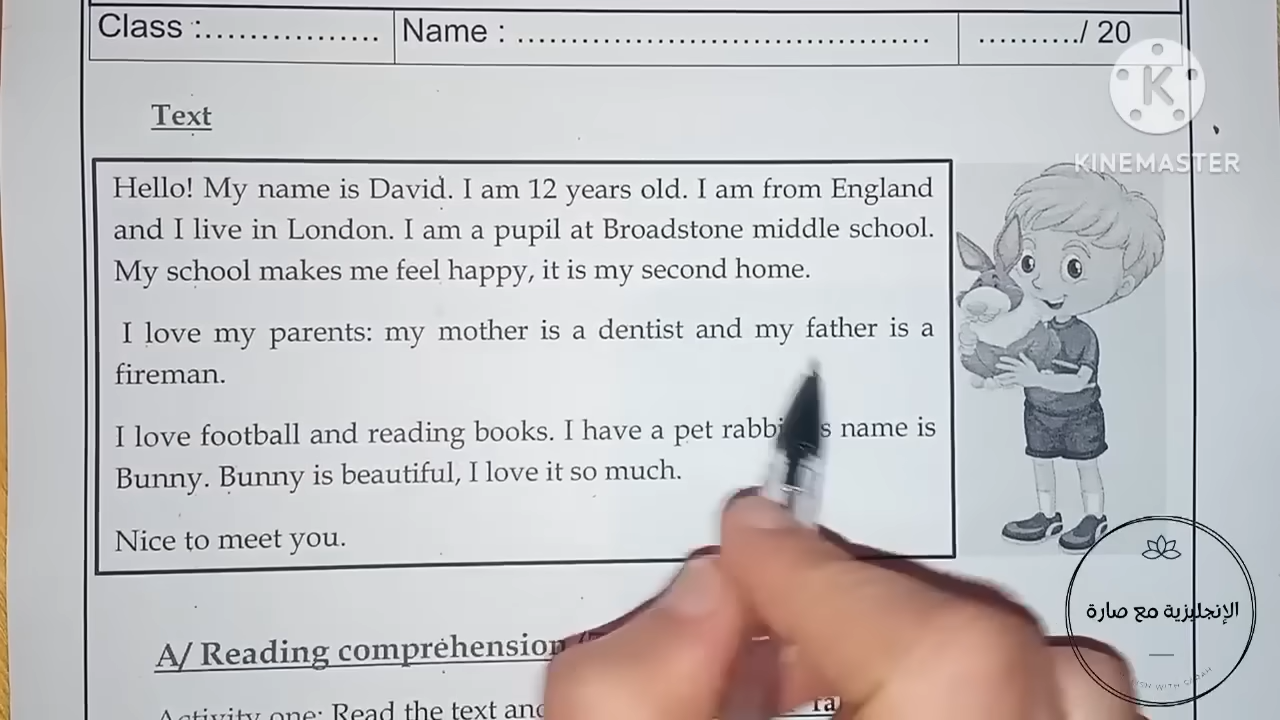 Class :................ Name : ....................................... ........../ 20
KINEMASTER
Text
Hello! My name is David. I am 12 years old. I am from England
and I live in London. I am a pupil at Broadstone middle school.
My school makes me feel happy, it is my second home.
I love my parents: my mother is a dentist and my father is a
fireman.
I love football and reading books. I have a pet name is
Bunny. Bunny is beautiful, I love it so much.
Nice to meet you.
الإنجليزية مع صارة
A/ Reading comprehension
Activity one: Read the text and